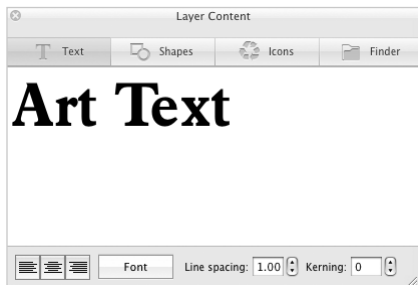 Layer Content
Text Shapes Icons Finder
Art Text
Font Line spacing: 1.00 Kerning: 0